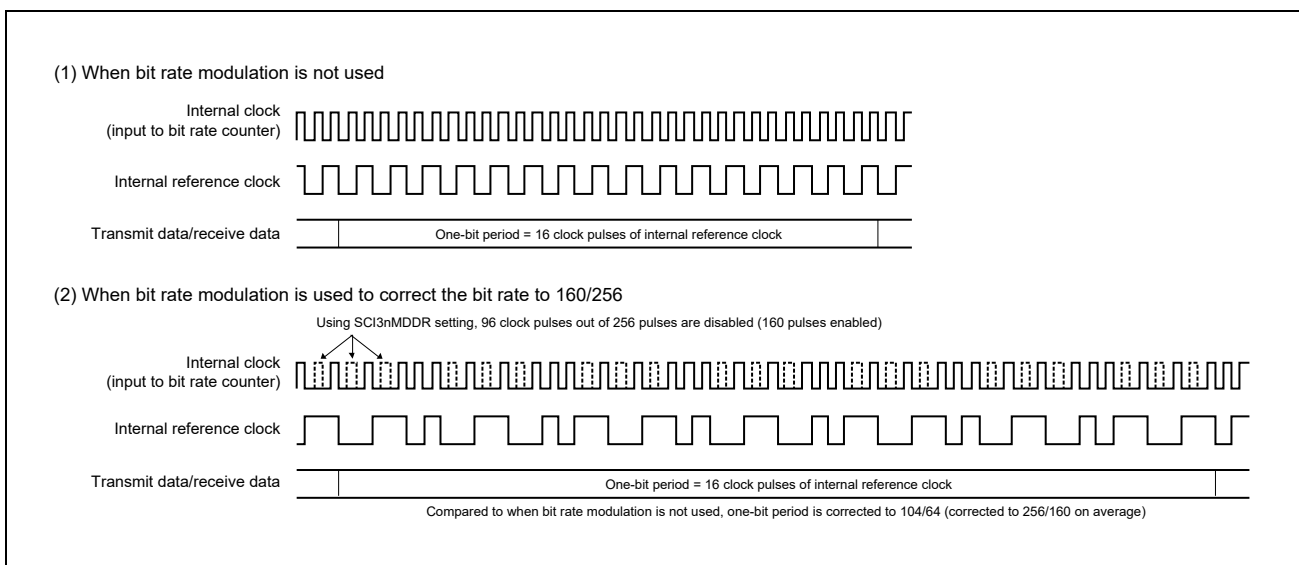 (1) When bit rate modulation is not used
Internal clock
(input to bit rate counter)
Internal reference clock
Transmit data/receive data
One-bit period = 16 clock pulses of internal reference clock
(2) When bit rate modulation is used to correct the bit rate to 160/256
Using SCI3nMDDR setting, 96 clock pulses out of 256 pulses are disabled (160 pulses enabled)
Internal clock
(input to bit rate counter)
Internal reference clock
Transmit data/receive data
One-bit period = 16 clock pulses of internal reference clock
Compared to when bit rate modulation is not used, one-bit period is corrected to 104/64 (corrected to 256/160 on average)